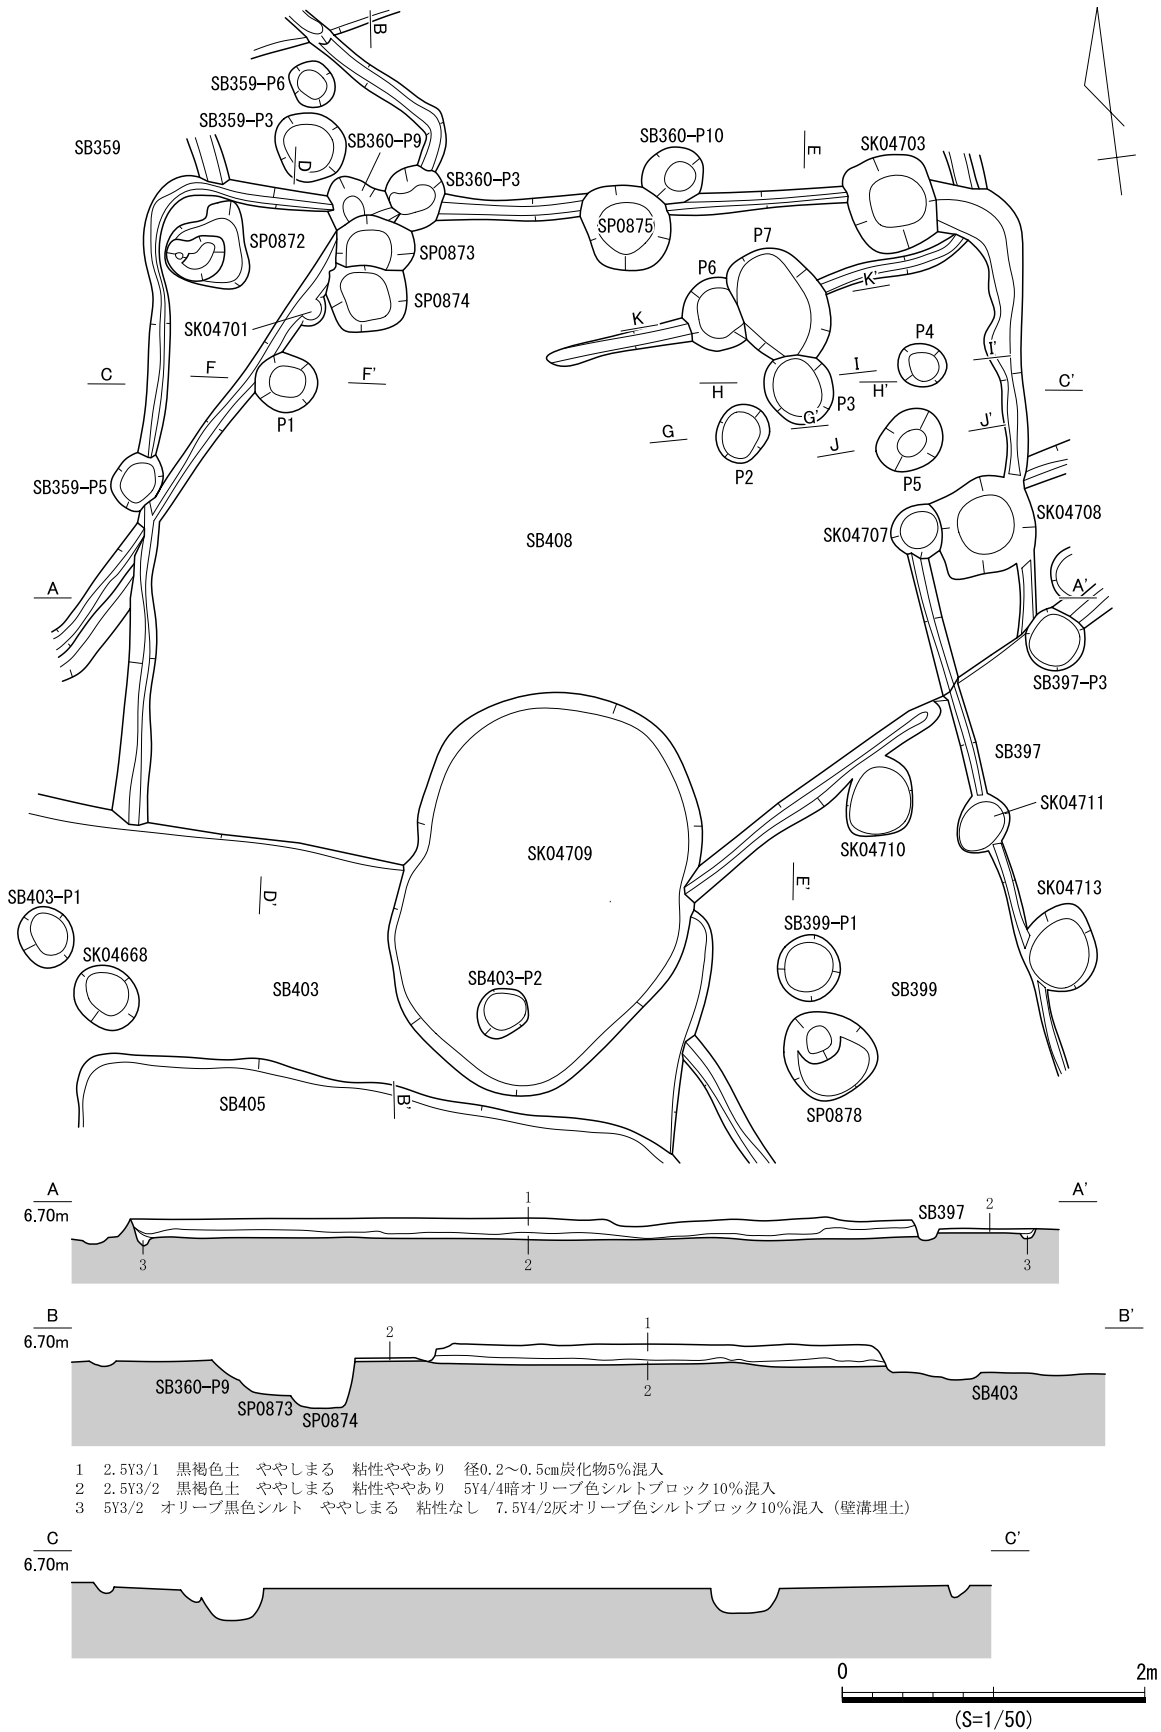 B
SB359-P6
SB359-P3
SB359
SB360-P9
SB360-P10
E
SK04703
D
SB360-P3
SP0872
SP0873
SP0875
P7
SP0874
P6
K'
SK04701
K
P4
I'
C
F
F'
I
H
H'
C'
P1
P3
G'
J'
G
J
P2
P5
SB359-P5
SK04707
SK04708
SB408
A
A'
SB397-P3
SB397
SK04711
SK04709
SK04710
D'
E'
SK04713
SB403-P1
SB399-P1
SK04668
SB403-P2
SB403
SB399
SB405
B'
SP0878
A
A'
6.70m
1
SB397
2
3
2
3
B
B'
6.70m
2
1
SB360-P9
SP0873
SP0874
2
SB403
1 2.5Y3/1 黒褐色土 ややしまる 粘性ややあり 径0.2～0.5cm炭化物5%混入
2 2.5Y3/2 黒褐色土 ややしまる 粘性ややあり 5Y4/4暗オリーブ色シルトブロック10%混入
3 5Y3/2 オリーブ黒色シルト ややしまる 粘性なし 7.5Y4/2灰オリーブ色シルトブロック10%混入（壁溝埋土）
C
C'
6.70m
0
2m
(S=1/50)